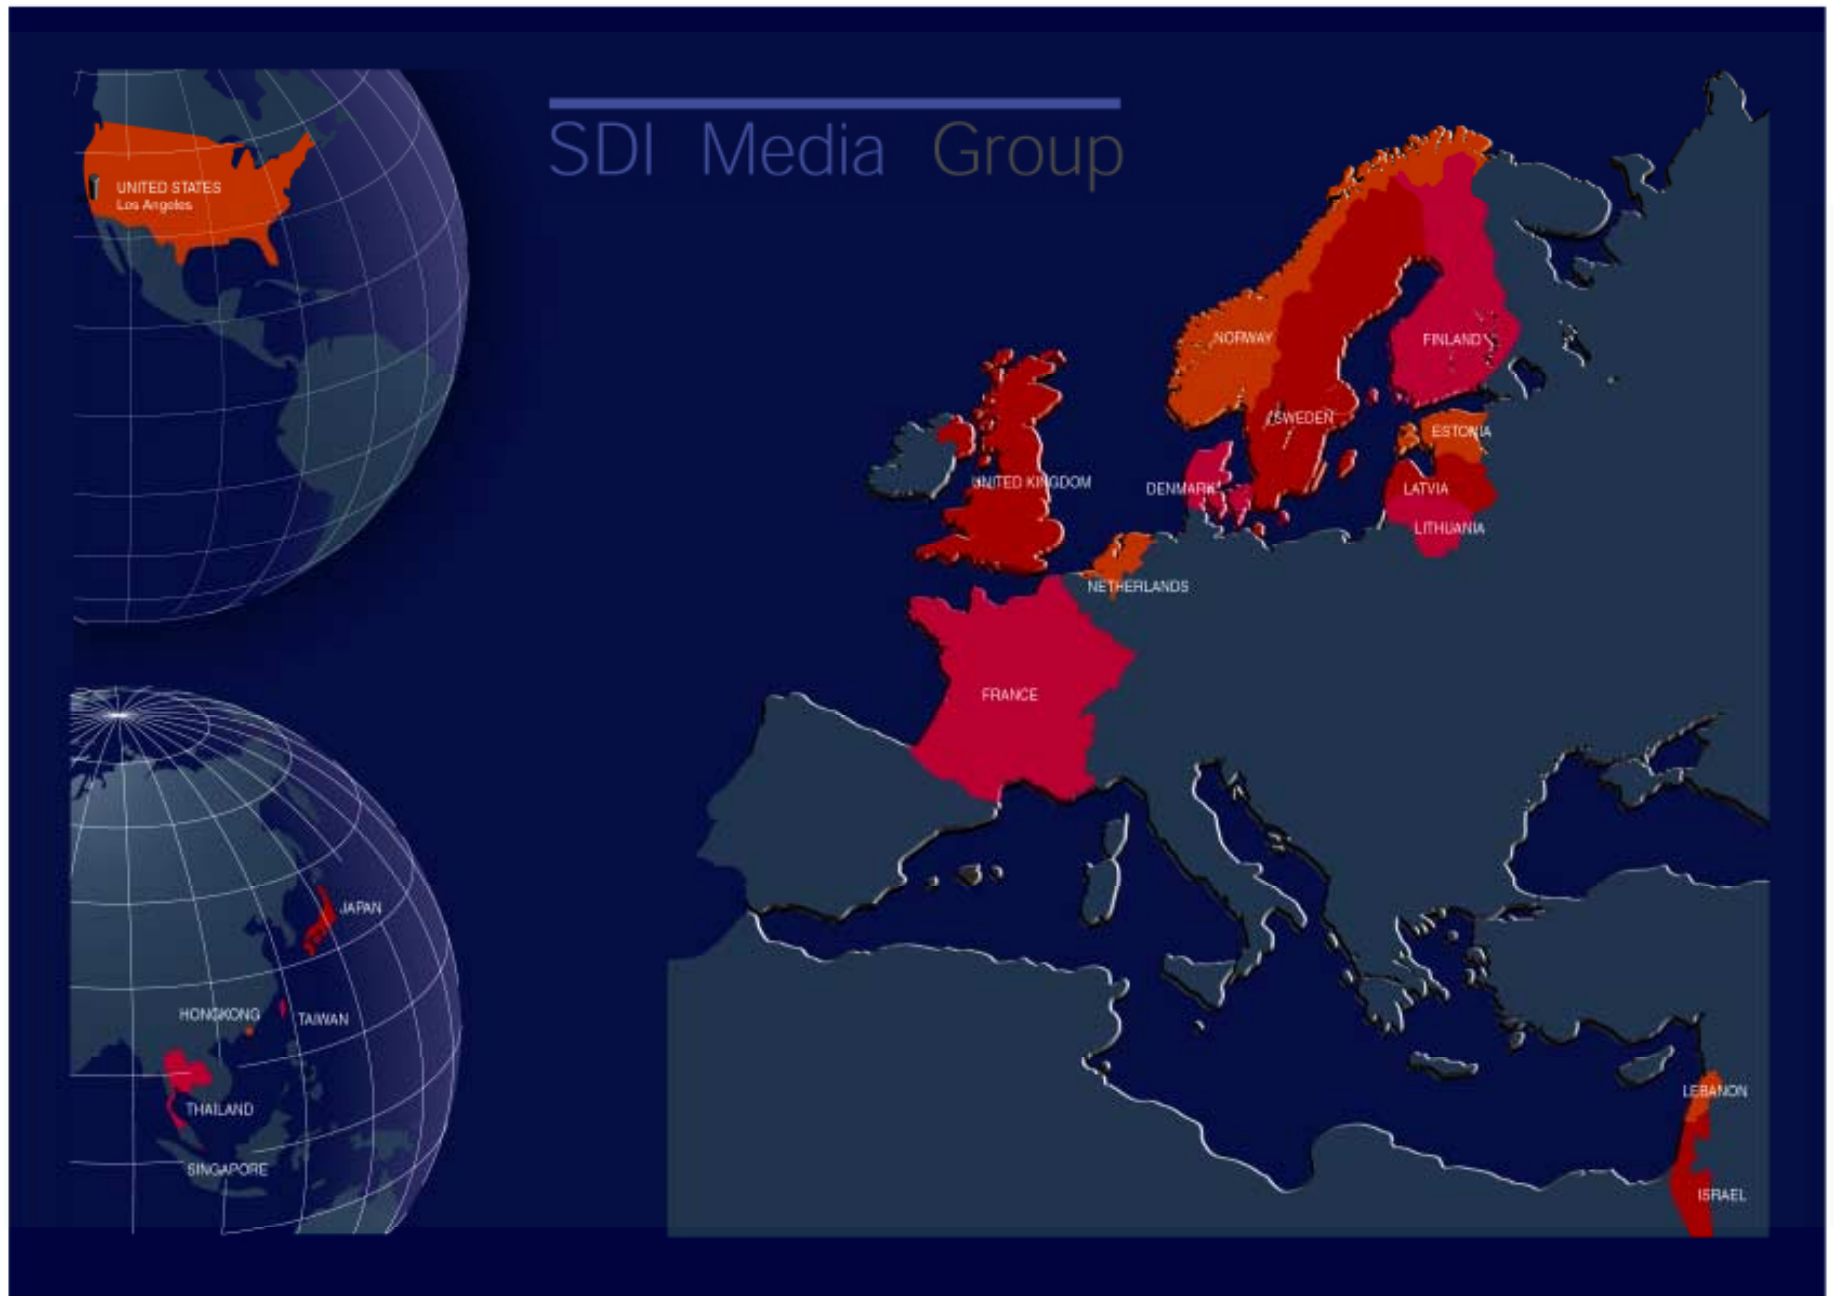 SDI Media Group
UNITED STATES
Los Angeles
NORWAY
FINLAND
SWEDEN
ESTONIA
UNITED KINGDOM
DENMARK
LATVIA
LITHUANIA
NETHERLANDS
FRANCE
JAPAN
HONGKONG
TAIWAN
THAILAND
SINGAPORE
LEBANON
ISRAEL